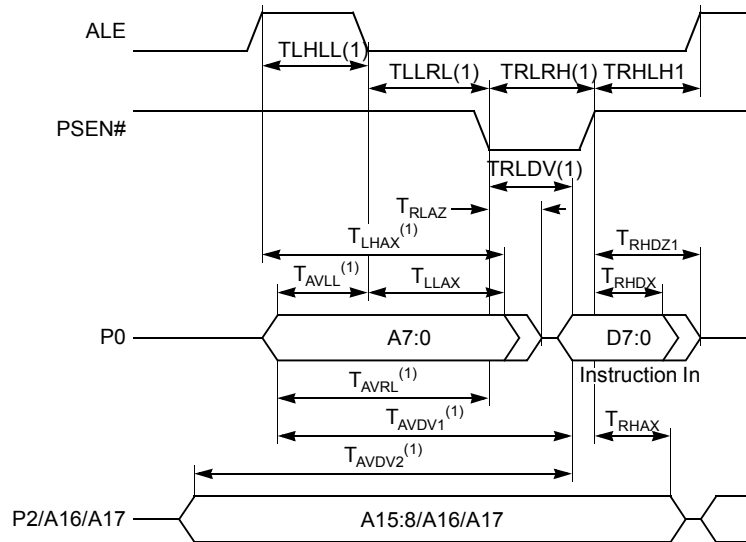 ALE
TLHLL(1)
TLLRL(1)
TRLRH(1)
TRHLH1
PSEN#
TRLDV(1)
TRLAZ
TLHAX(1)
TRHDZ1
TAVLL(1)
TLLAX
TRHDX
P0
A7:0
D7:0
Instruction In
TAVRL(1)
TAVDV1(1)
TRHAX
TAVDV2(1)
P2/A16/A17
A15:8/A16/A17